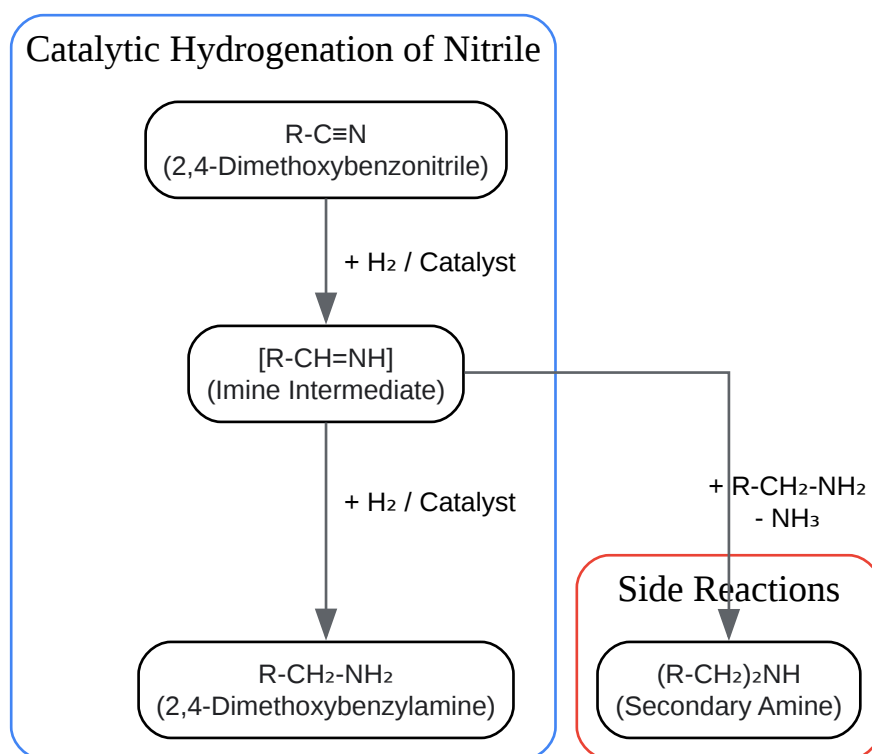 Catalytic Hydrogenation of Nitrile
R-C≡N
(2,4-Dimethoxybenzonitrile)
+ H₂ / Catalyst
[R-CH=NH]
(Imine Intermediate)
+ H₂ / Catalyst
+ R-CH₂-NH₂
- NH₃
Side Reactions
R-CH₂-NH₂
(2,4-Dimethoxybenzylamine)
(R-CH₂)₂NH
(Secondary Amine)